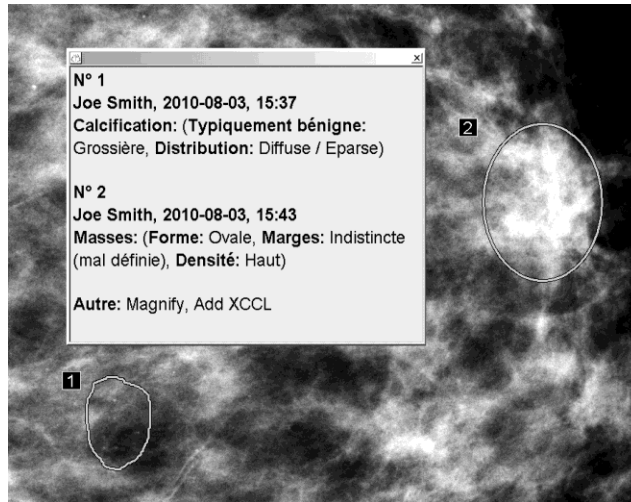 N° 1
Joe Smith, 2010-08-03, 15:37
Calcification: (Typiquement bénigne:
Grossière, Distribution: Diffuse / Eparse)
N° 2
Joe Smith, 2010-08-03, 15:43
Masses: (Forme: Ovale, Marges: Indistincte
(mal définie), Densité: Haut)
Autre: Magnify, Add XCCL
2
1